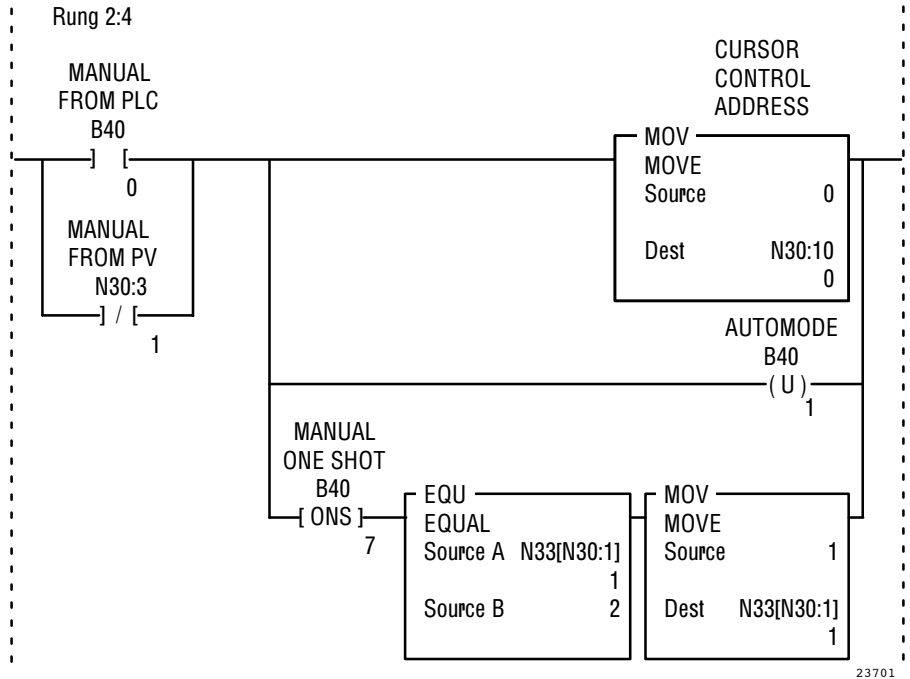 Rung 2:4
MANUAL
FROM PLC
B40
] [
0
MANUAL
FROM PV
N30:3
] / [
1
CURSOR
CONTROL
ADDRESS
MOV
MOVE
Source 0
Dest N30:10
0
AUTOMODE
B40
( U )
1
MANUAL
ONE SHOT
B40
[ ONS ]
7
EQU
EQUAL
Source A N33[N30:1]
1
Source B 2
MOV
MOVE
Source 1
Dest N33[N30:1]
1
23701